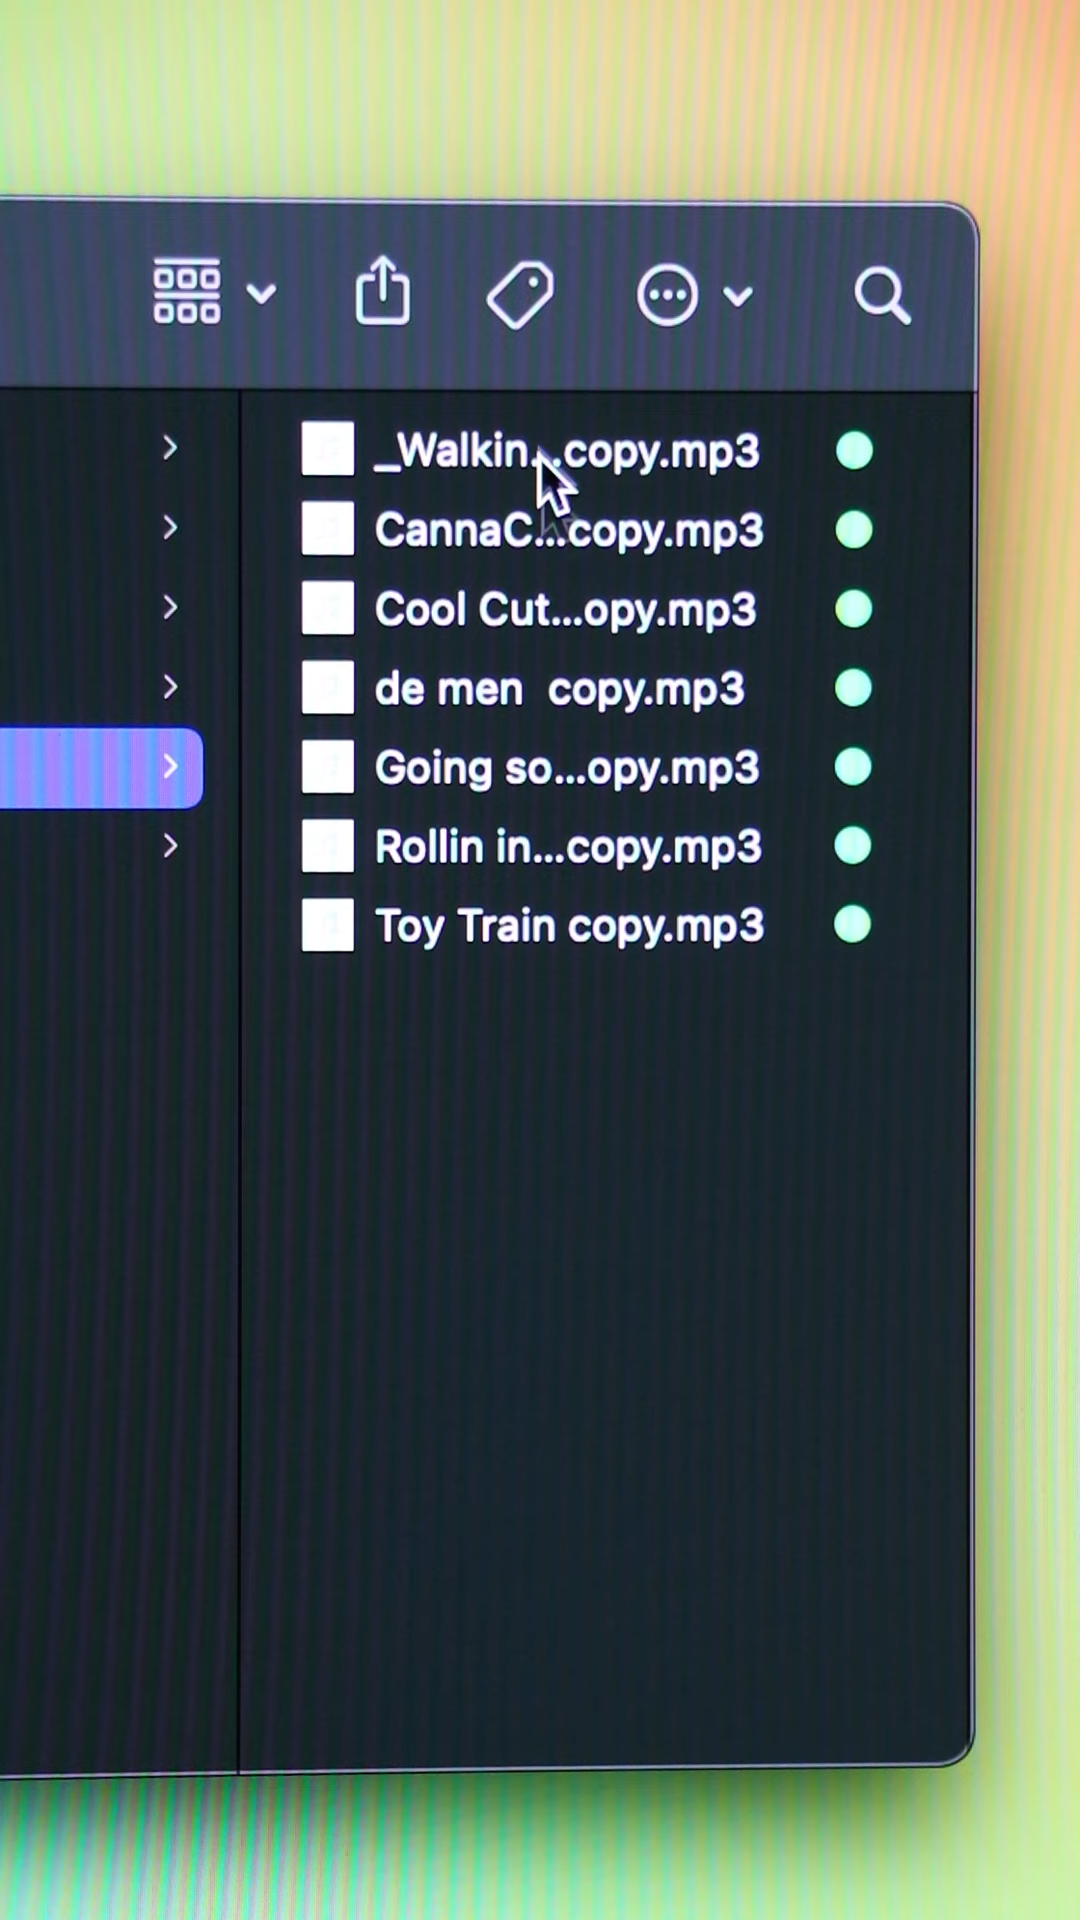 _Walkin...copy.mp3
CannaC...copy.mp3
Cool Cut...opy.mp3
de men  copy.mp3
Going so...opy.mp3
Rollin in...copy.mp3
Toy Train copy.mp3